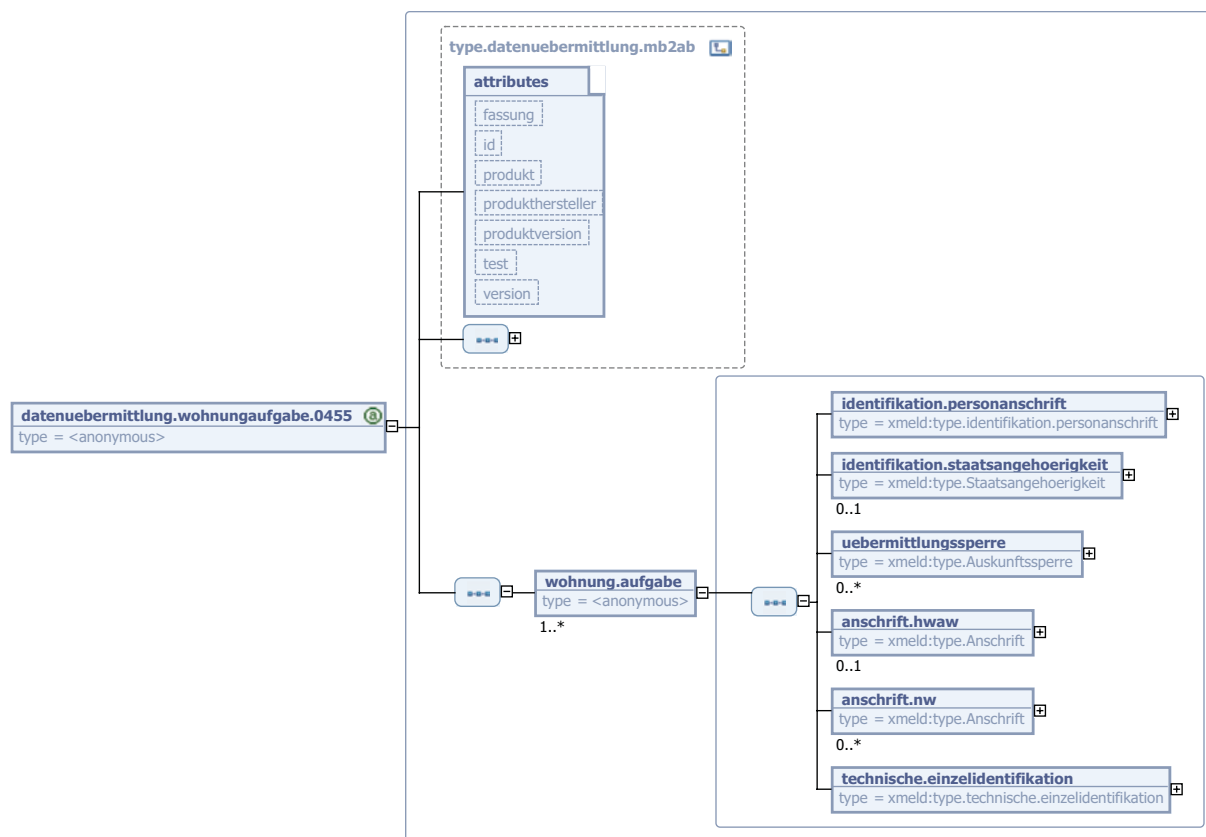 type.datenuebermittlung.mb2ab
attributes
fassung
id
produkt
produkthersteller
produktversion
test
version
datenuebermittlung.wohnungaufgabe.0455
type = <anonymous>
wohnung.aufgabe
type = <anonymous>
1..*
identifikation.personanschrift
type = xmeld:type.identifikation.personanschrift
identifikation.staatsangehoerigkeit
type = xmeld:type.Staatsangehoerigkeit
0..1
uebermittlungssperre
type = xmeld:type.Auskunftssperre
0..*
anschrift.hwaw
type = xmeld:type.Anschrift
0..1
anschrift.nw
type = xmeld:type.Anschrift
0..*
technische.einzelidentifikation
type = xmeld:type.technische.einzelidentifikation